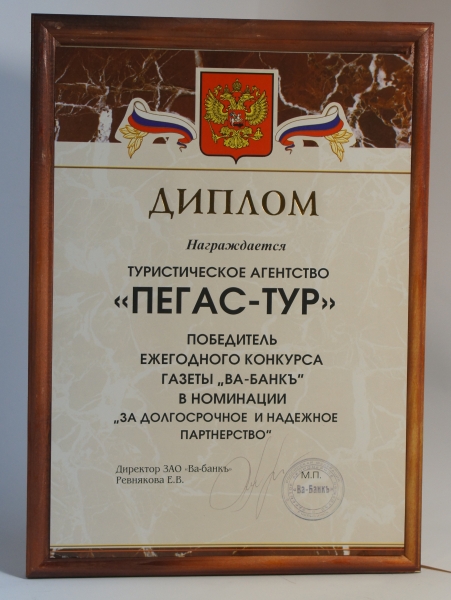 ДИПЛОМ
Награждается
ТУРИСТИЧЕСКОЕ АГЕНТСТВО
«ПЕГАС-ТУР»
ПОБЕДИТЕЛЬ
ЕЖЕГОДНОГО КОНКУРСА
ГАЗЕТЫ „ВА-БАНКЪ"
В НОМИНАЦИИ
„ЗА ДОЛГОСРОЧНОЕ И НАДЕЖНОЕ
ПАРТНЕРСТВО"
Директор ЗАО «Ва-банкъ»
Ревнякова Е.В.
М.П.
«Ва-Банкъ»